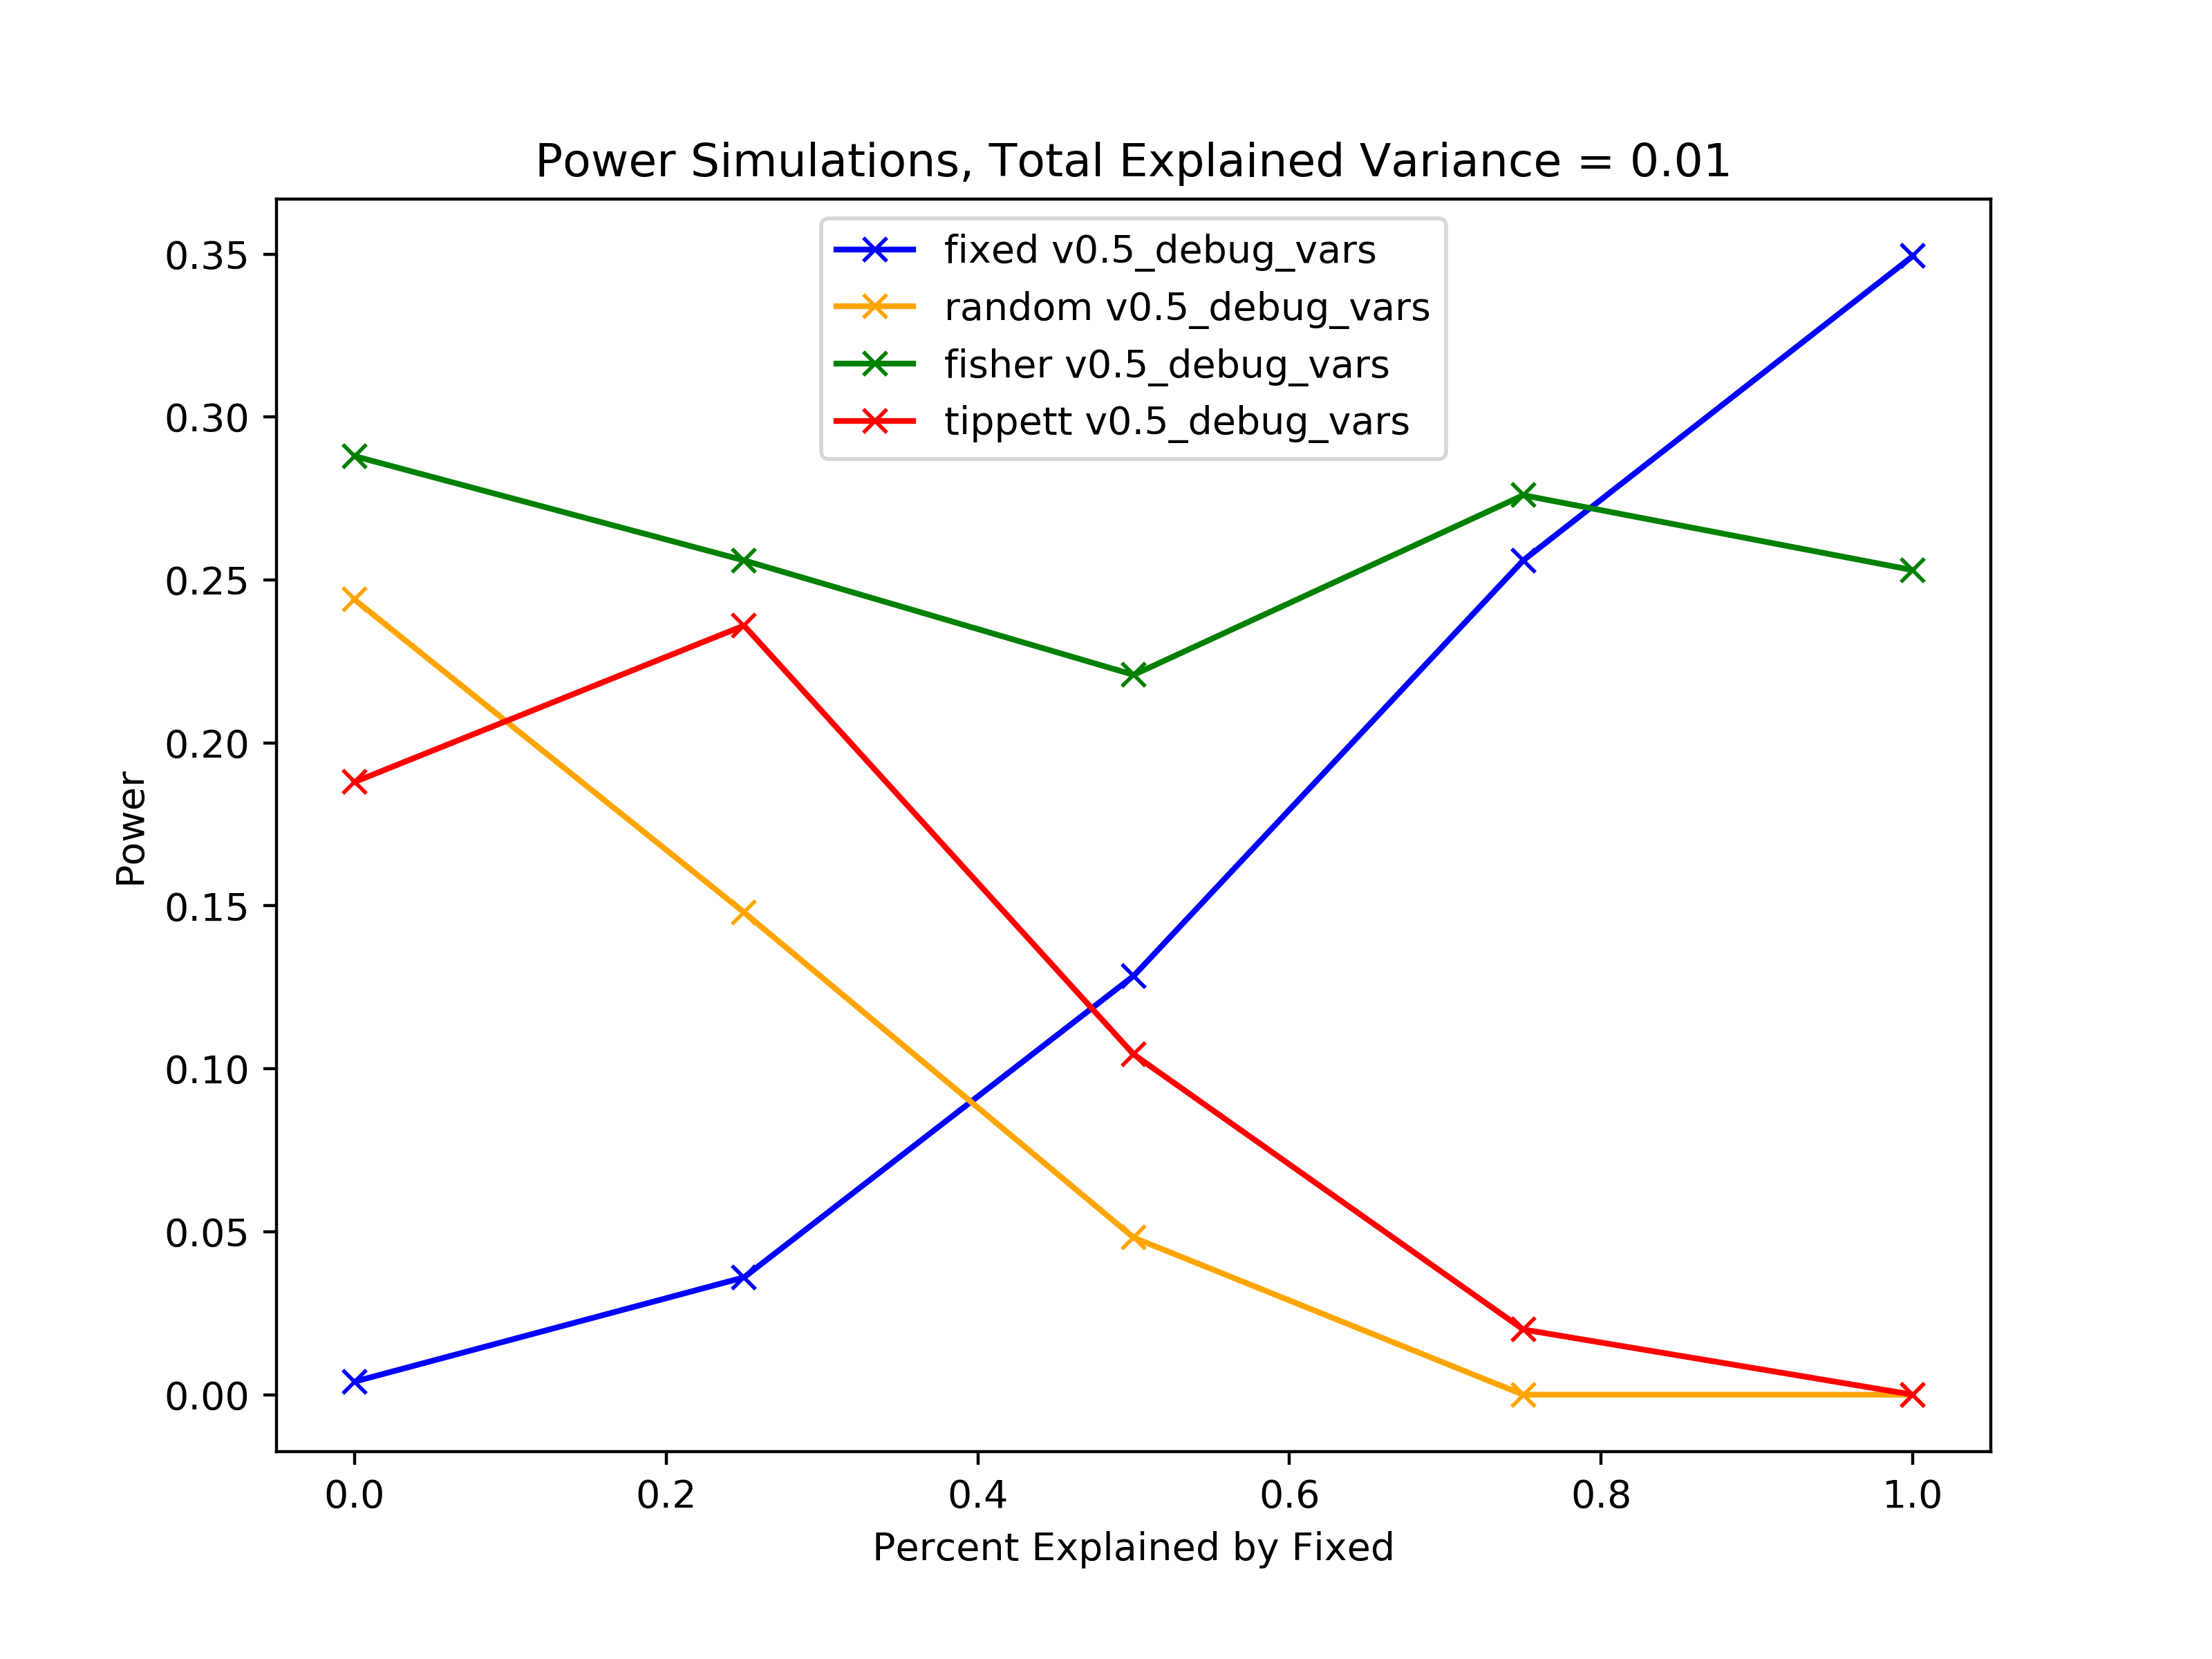 Power Simulations, Total Explained Variance = 0.01
fixed v0.5_debug_vars
random v0.5_debug_vars
fisher v0.5_debug_vars
tippett v0.5_debug_vars
Power
0.35
0.30
0.25
0.20
0.15
0.10
0.05
0.00
0.0 0.2 0.4 0.6 0.8 1.0
Percent Explained by Fixed